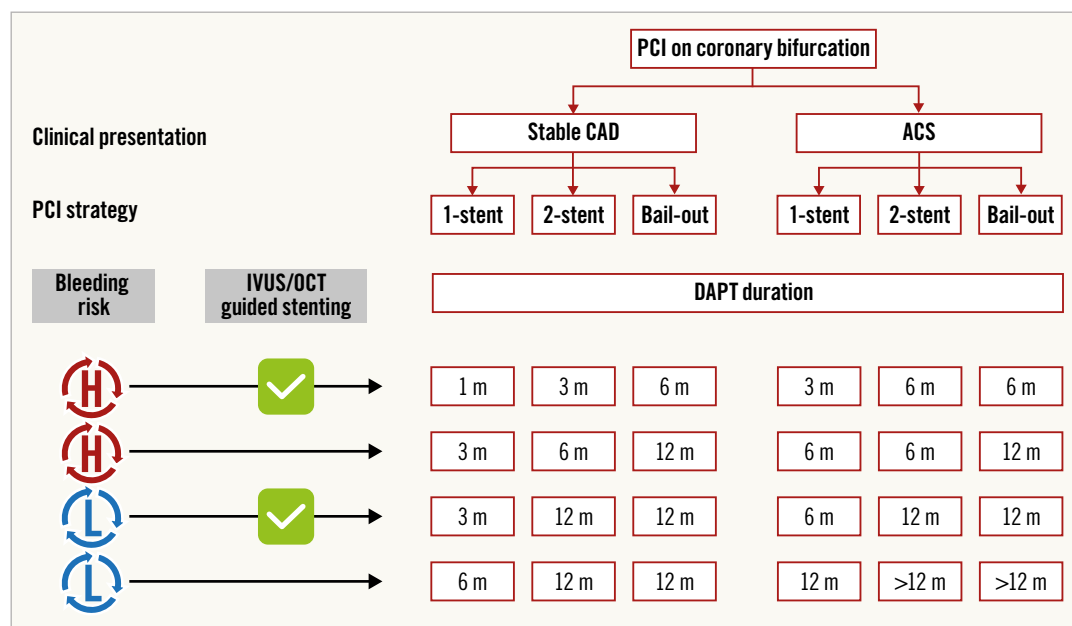 PCI on coronary bifurcation
Clinical presentation
Stable CAD
ACS
PCI strategy
1-stent 2-stent Bail-out 1-stent 2-stent Bail-out
Bleeding
risk
IVUS/OCT
guided stenting
DAPT duration
H 1 m 3 m 6 m 3 m 6 m 6 m
H 3 m 6 m 12 m 6 m 6 m 12 m
L 3 m 12 m 12 m 6 m 12 m 12 m
L 6 m 12 m 12 m 12 m >12 m >12 m